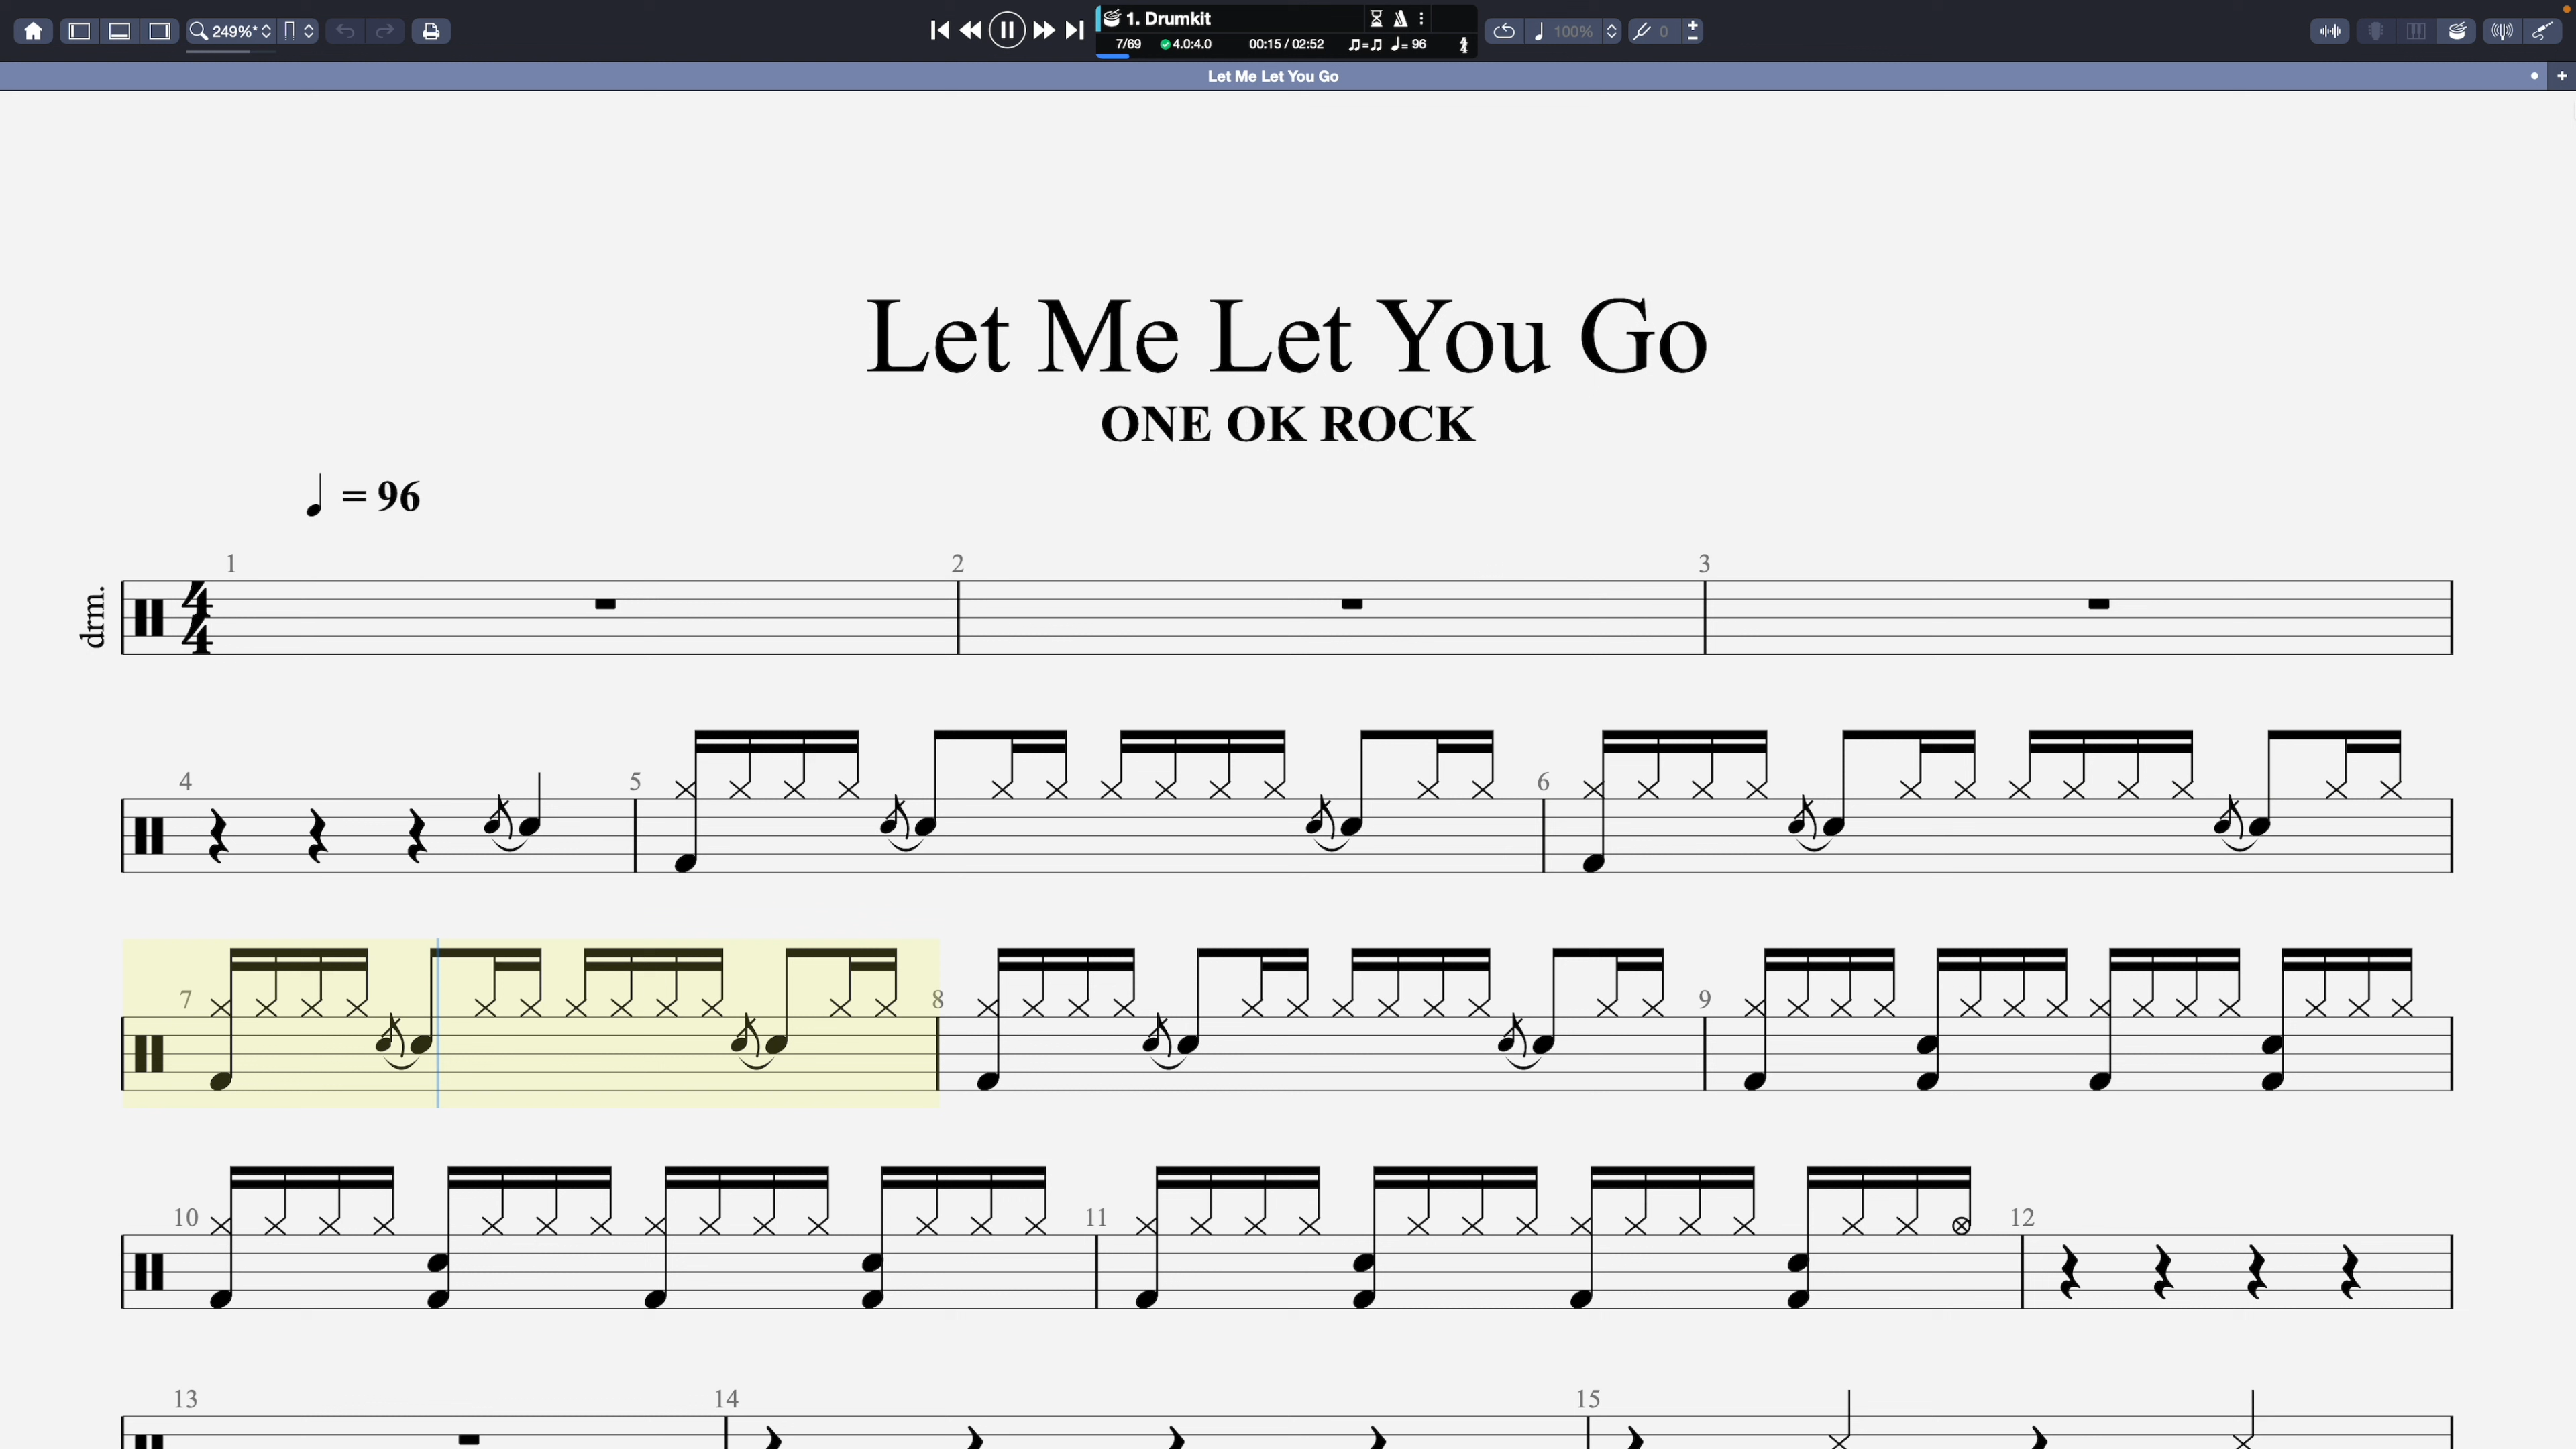 249%*
1. Drumkit
7/69 4.0:4.0 00:15 / 02:52 ♫=♫ ♩= 96
100%
0
Let Me Let You Go
Let Me Let You Go
ONE OK ROCK
♩ = 96
1 2 3
drm. 4/4
4 5 6
7 8 9
10 11 12
13 14 15